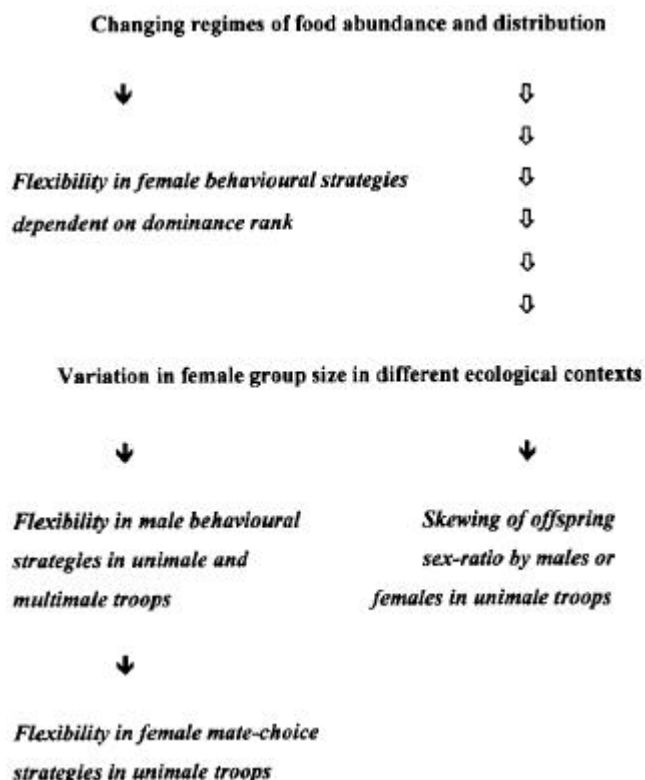 Changing regimes of food abundance and distribution
Flexibility in female behavioural strategies
dependent on dominance rank
Variation in female group size in different ecological contexts
Flexibility in male behavioural
strategies in unimale and
multimale troops
Skewing of offspring
sex-ratio by males or
females in unimale troops
Flexibility in female mate-choice
strategies in unimale troops